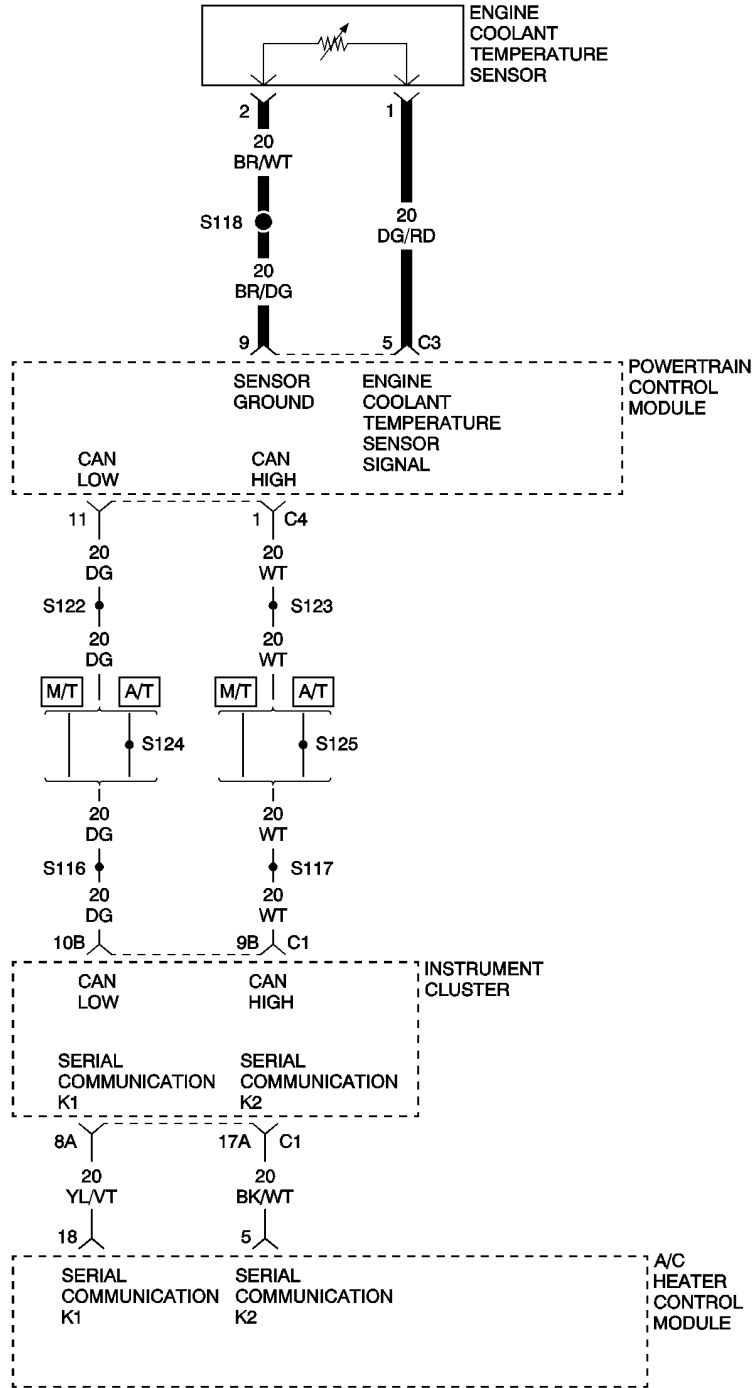 ENGINE
COOLANT
TEMPERATURE
SENSOR
2
1
20
BR/WT
S118
20
DG/RD
20
BR/DG
9
5
C3
POWERTRAIN
CONTROL
MODULE
SENSOR
GROUND
ENGINE
COOLANT
TEMPERATURE
SENSOR
SIGNAL
CAN
LOW
CAN
HIGH
11
1
C4
20
DG
20
WT
S122
S123
20
DG
20
WT
M/T
A/T
M/T
A/T
S124
S125
20
DG
20
WT
S116
S117
20
DG
20
WT
10B
9B
C1
INSTRUMENT
CLUSTER
CAN
LOW
CAN
HIGH
SERIAL
COMMUNICATION
K1
SERIAL
COMMUNICATION
K2
8A
17A
C1
20
YL/VT
20
BK/WT
18
5
A/C
HEATER
CONTROL
MODULE
SERIAL
COMMUNICATION
K1
SERIAL
COMMUNICATION
K2